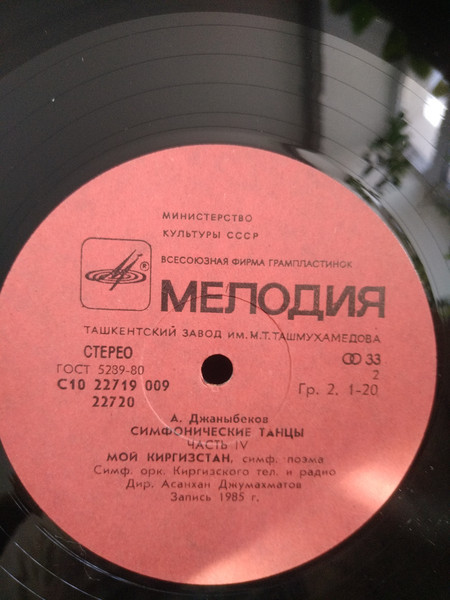 МИНИСТЕРСТВО
КУЛЬТУРЫ СССР
ВСЕСОЮЗНАЯ ФИРМА ГРАМПЛАСТИНОК
®
МЕЛОДИЯ
ТАШКЕНТСКИЙ ЗАВОД ИМ. М.Т. ТАШМУХАМЕДОВА
СТЕРЕО
33
ГОСТ 5289-80
2
С10 22719 009
Гр. 2. 1-20
22720
А. Джаныбеков
СИМФОНИЧЕСКИЕ ТАНЦЫ
ЧАСТЬ IV
МОЙ КИРГИЗСТАН, симф. поэма
Симф. орк. Киргизского тел. и радио
Дир. Асанхан Джумахматов
Запись 1985 г.